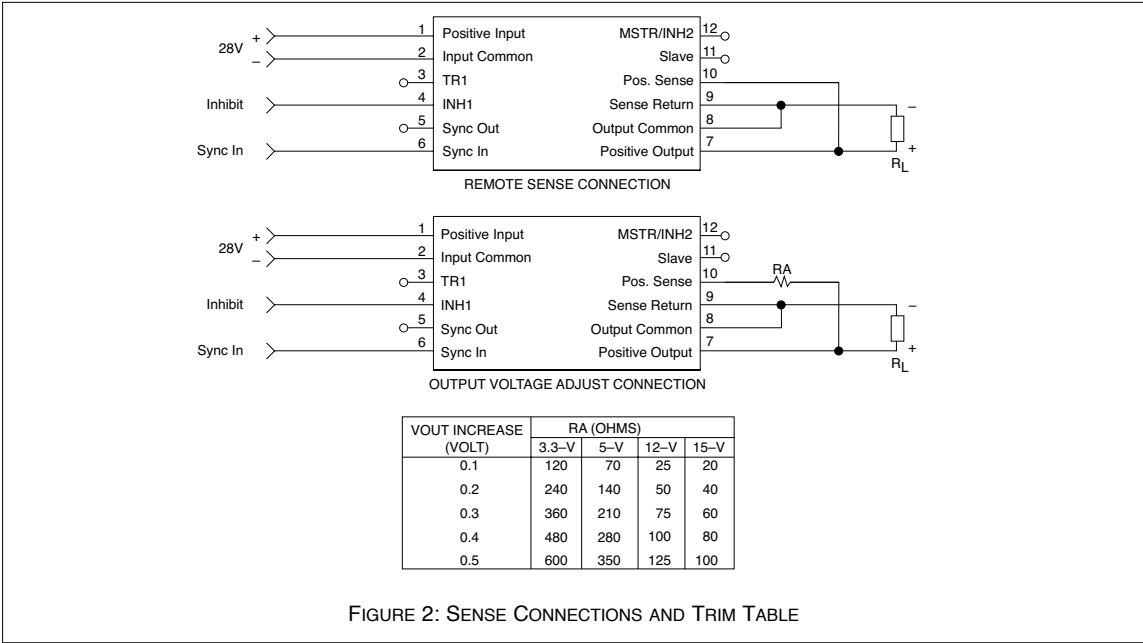 28V + 1 Positive Input MSTR/INH2 12
– 2 Input Common Slave 11
3 TR1 Pos. Sense 10
Inhibit 4 INH1 Sense Return 9 –
5 Sync Out Output Common 8
Sync In 6 Sync In Positive Output 7 +
RL
REMOTE SENSE CONNECTION
28V + 1 Positive Input MSTR/INH2 12
– 2 Input Common Slave 11
3 TR1 Pos. Sense 10 RA
Inhibit 4 INH1 Sense Return 9 –
5 Sync Out Output Common 8
Sync In 6 Sync In Positive Output 7 +
RL
OUTPUT VOLTAGE ADJUST CONNECTION
VOUT INCREASE RA (OHMS)
(VOLT) 3.3–V 5–V 12–V 15–V
0.1 120 70 25 20
0.2 240 140 50 40
0.3 360 210 75 60
0.4 480 280 100 80
0.5 600 350 125 100
FIGURE 2: SENSE CONNECTIONS AND TRIM TABLE